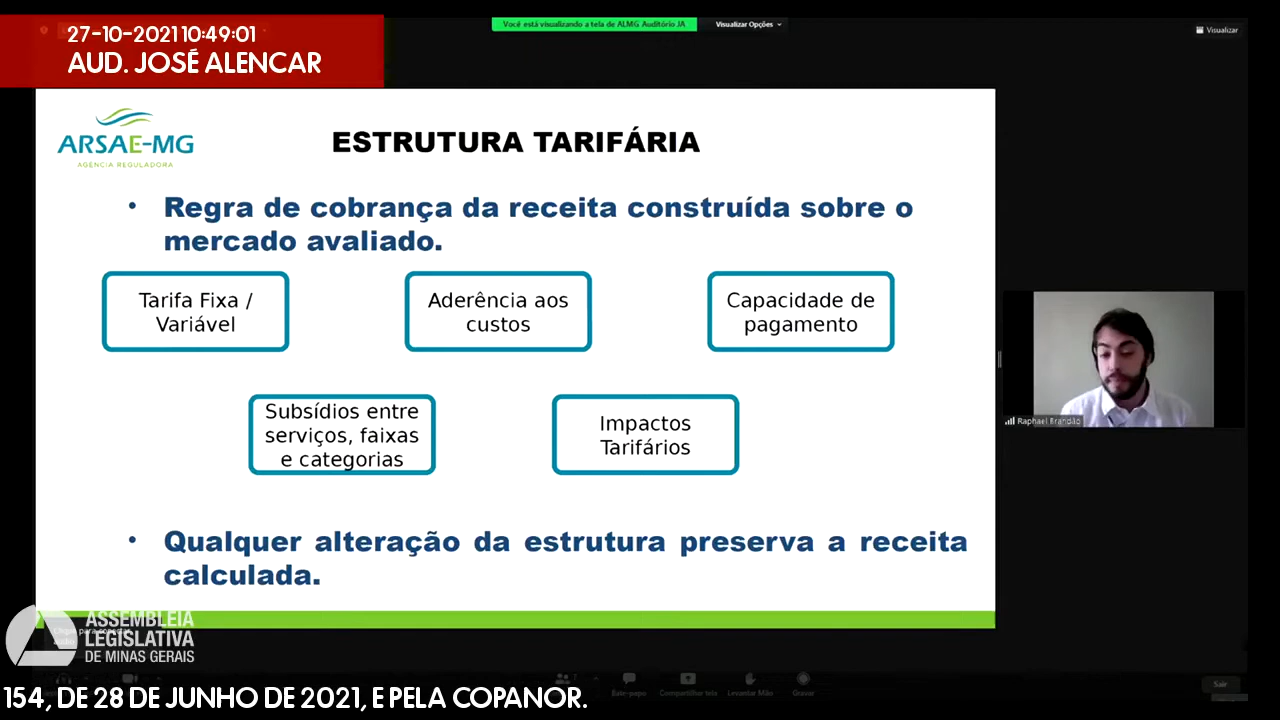 27-10-2021 10:49:01
AUD. JOSÉ ALENCAR
Você está visualizando a tela de ALMG Auditório JA
Visualizar Opções
Visualizar
ARSAE-MG
AGÊNCIA REGULADORA
ESTRUTURA TARIFÁRIA
• Regra de cobrança da receita construída sobre o
mercado avaliado.
Tarifa Fixa /
Variável
Aderência aos
custos
Capacidade de
pagamento
Subsídios entre
serviços, faixas
e categorias
Impactos
Tarifários
• Qualquer alteração da estrutura preserva a receita
calculada.
Raphael Brandão
ASSEMBLEIA
LEGISLATIVA
DE MINAS GERAIS
Bate-papo
Compartilhar tela
Levantar Mão
Gravar
Sair
154, DE 28 DE JUNHO DE 2021, E PELA COPANOR.